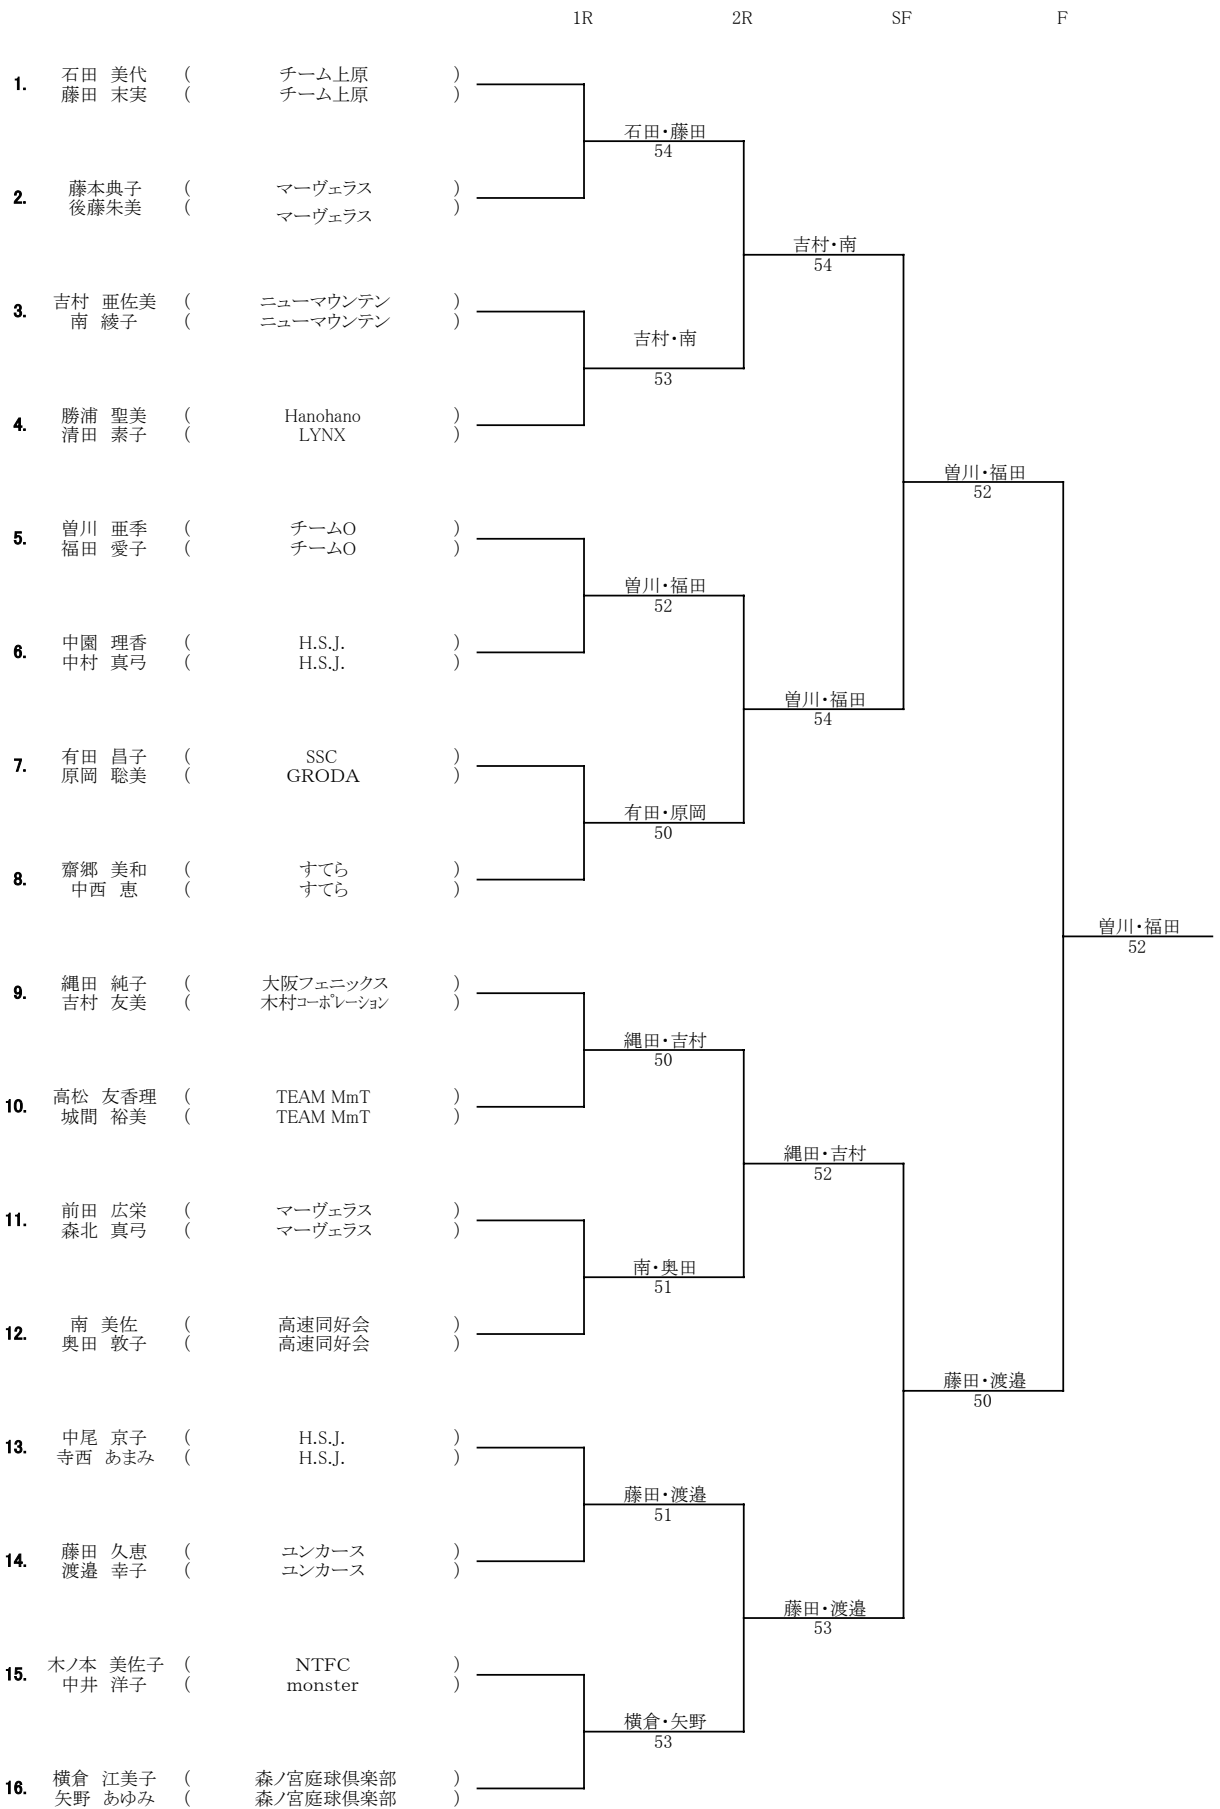 1R 2R SF F
1. 石田 美代 ( チーム上原 )
藤田 末実 ( チーム上原 )
石田・藤田
54
2. 藤本典子 ( マーヴェラス )
後藤朱美 ( マーヴェラス )
吉村・南
54
3. 吉村 亜佐美 ( ニューマウンテン )
南 綾子 ( ニューマウンテン )
吉村・南
53
4. 勝浦 聖美 ( Hanohano )
清田 素子 ( LYNX )
曽川・福田
52
5. 曽川 亜季 ( チームO )
福田 愛子 ( チームO )
曽川・福田
52
6. 中園 理香 ( H.S.J. )
中村 真弓 ( H.S.J. )
曽川・福田
54
7. 有田 昌子 ( SSC )
原岡 聡美 ( GRODA )
有田・原岡
50
8. 齋郷 美和 ( すてら )
中西 恵 ( すてら )
曽川・福田
52
9. 縄田 純子 ( 大阪フェニックス )
吉村 友美 ( 木村コーポレーション )
縄田・吉村
50
10. 高松 友香理 ( TEAM MmT )
城間 裕美 ( TEAM MmT )
縄田・吉村
52
11. 前田 広栄 ( マーヴェラス )
森北 真弓 ( マーヴェラス )
南・奥田
51
12. 南 美佐 ( 高速同好会 )
奥田 敦子 ( 高速同好会 )
藤田・渡邉
50
13. 中尾 京子 ( H.S.J. )
寺西 あまみ ( H.S.J. )
藤田・渡邉
51
14. 藤田 久恵 ( ユンカース )
渡邉 幸子 ( ユンカース )
藤田・渡邉
53
15. 木ノ本 美佐子 ( NTFC )
中井 洋子 ( monster )
横倉・矢野
53
16. 横倉 江美子 ( 森ノ宮庭球倶楽部 )
矢野 あゆみ ( 森ノ宮庭球倶楽部 )